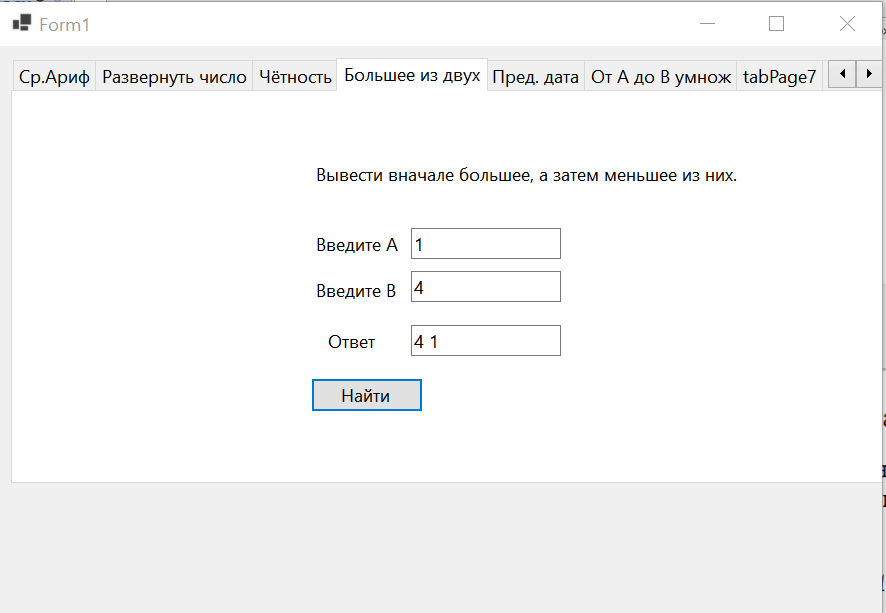 Form1
Ср.Ариф Развернуть число Чётность Большее из двух Пред. дата От А до В умнож tabPage7
Вывести вначале большее, а затем меньшее из них.
Введите А 1
Введите В 4
Ответ 4 1
Найти